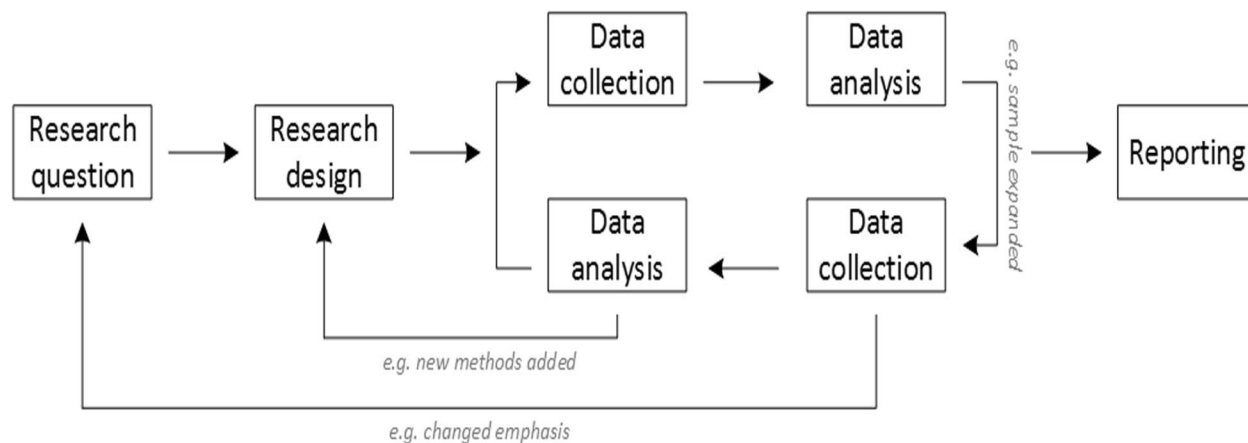 Research
question
Research
design
Data
collection
Data
analysis
e.g. sample expanded
Reporting
Data
analysis
Data
collection
e.g. new methods added
e.g. changed emphasis